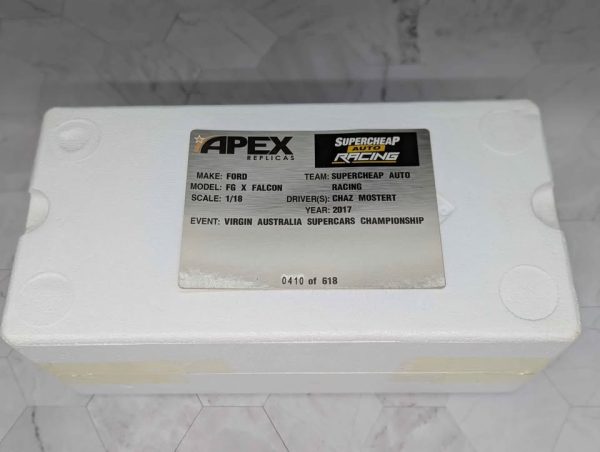 APEX
REPLICAS
SUPERCHEAP
AUTO
RACING
MAKE: FORD
MODEL: FG X FALCON
SCALE: 1/18
TEAM: SUPERCHEAP AUTO
RACING
DRIVER(S): CHAZ MOSTERT
YEAR: 2017
EVENT: VIRGIN AUSTRALIA SUPERCARS CHAMPIONSHIP
0410 of 618